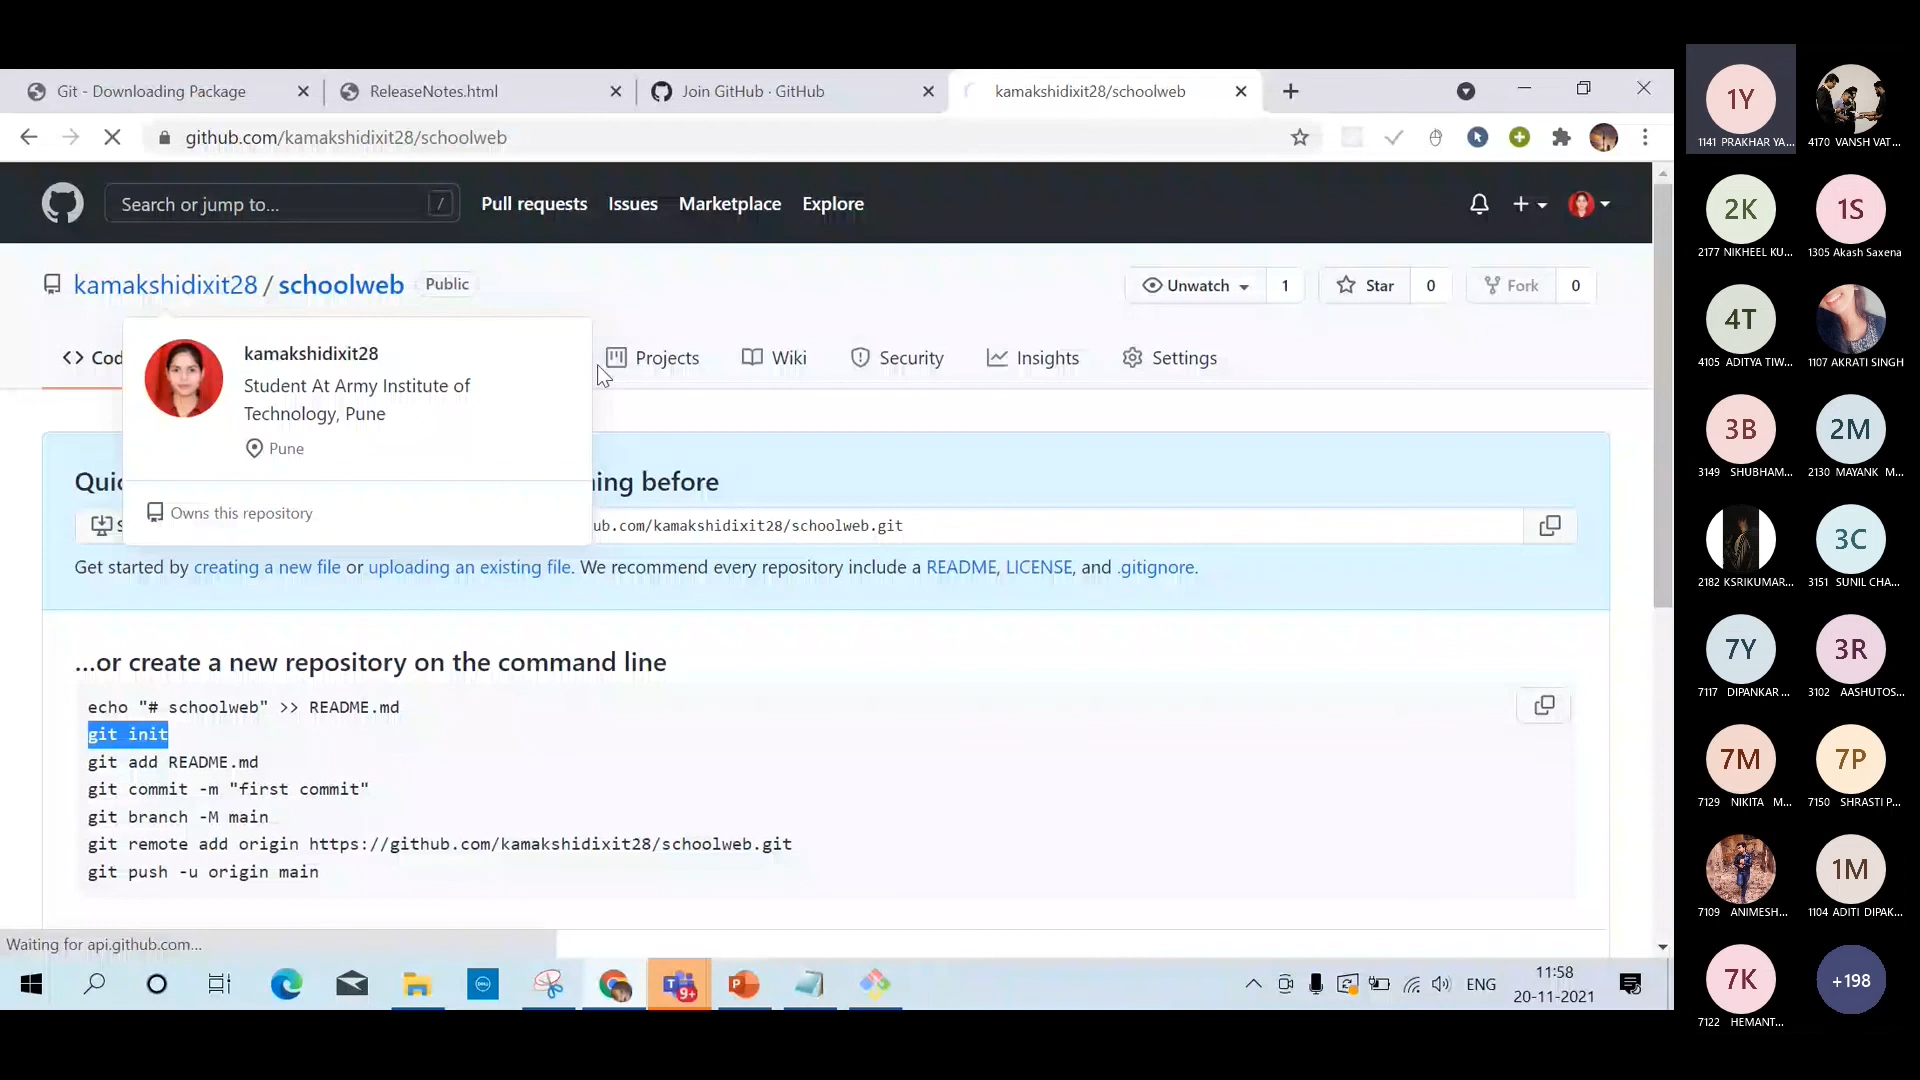 Git - Downloading Package
ReleaseNotes.html
Join GitHub · GitHub
kamakshidixit28/schoolweb
github.com/kamakshidixit28/schoolweb
Search or jump to...
/
Pull requests
Issues
Marketplace
Explore
kamakshidixit28 / schoolweb
Public
Unwatch
1
Star
0
Fork
0
<> Cod
Projects
Wiki
Security
Insights
Settings
kamakshidixit28
Student At Army Institute of
Technology, Pune
Pune
Owns this repository
Quic
ing before
S
ub.com/kamakshidixit28/schoolweb.git
Get started by creating a new file or uploading an existing file. We recommend every repository include a README, LICENSE, and .gitignore.
...or create a new repository on the command line
echo "# schoolweb" >> README.md
git init
git add README.md
git commit -m "first commit"
git branch -M main
git remote add origin https://github.com/kamakshidixit28/schoolweb.git
git push -u origin main
Waiting for api.github.com...
9+
ENG
11:58
20-11-2021
1Y
1141 PRAKHAR YA...
4170 VANSH VAT...
2K
2177 NIKHEEL KU...
1S
1305 Akash Saxena
4T
4105 ADITYA TIW...
1107 AKRATI SINGH
3B
3149 SHUBHAM...
2M
2130 MAYANK M...
2182 KSRIKUMAR...
3C
3151 SUNIL CHA...
7Y
7117 DIPANKAR ...
3R
3102 AASHUTOS...
7M
7129 NIKITA M...
7P
7150 SHRASTI P...
7109 ANIMESH...
1M
1104 ADITI DIPAK...
7K
7122 HEMANT...
+198